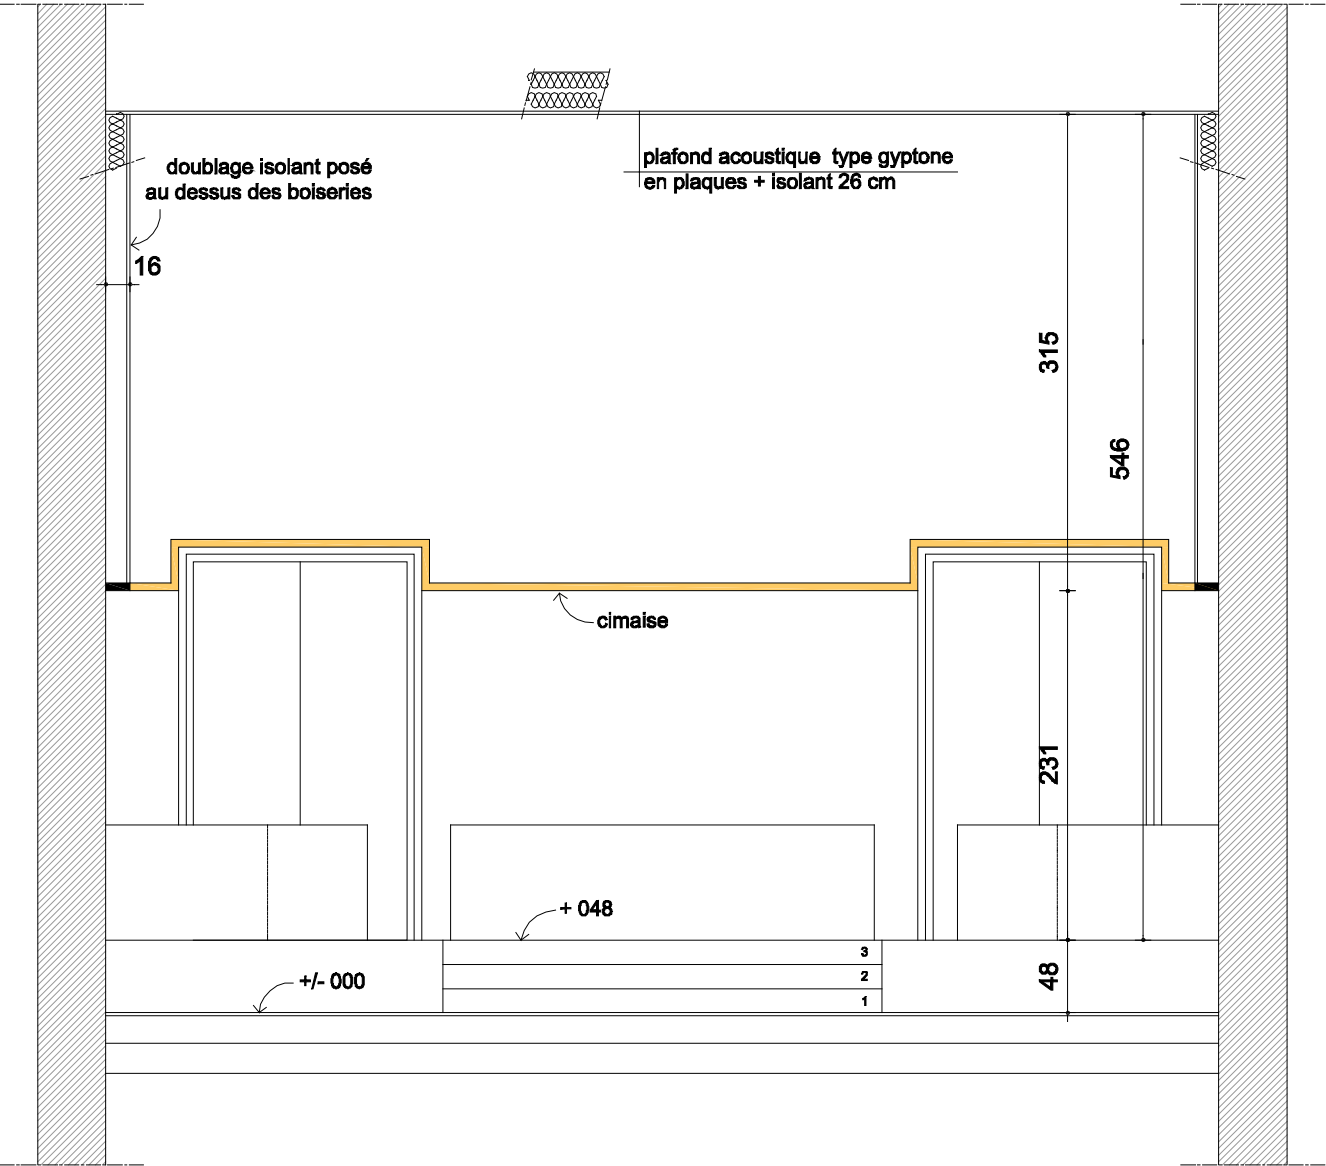 doublage isolant posé
au dessus des boiseries
plafond acoustique type gyptone
en plaques + isolant 26 cm
16
315
546
cimaise
231
+ 048
3
2
1
+/- 000
48